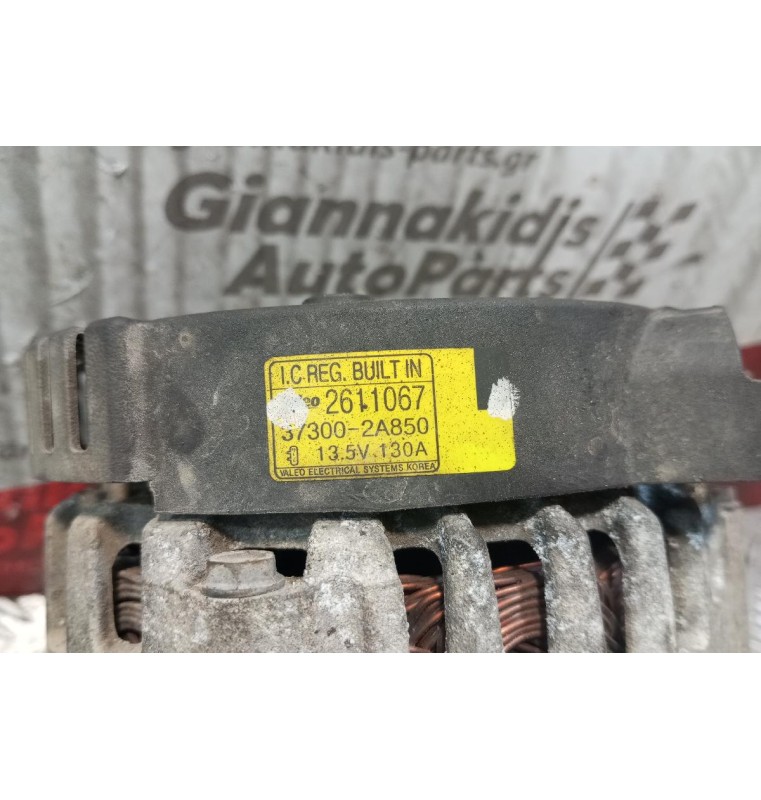 Giannakidis
AutoParts
I.C.REG. BUILT IN
2611067
37300-2A850
13.5V.130A
VALEO ELECTRICAL SYSTEMS KOREA